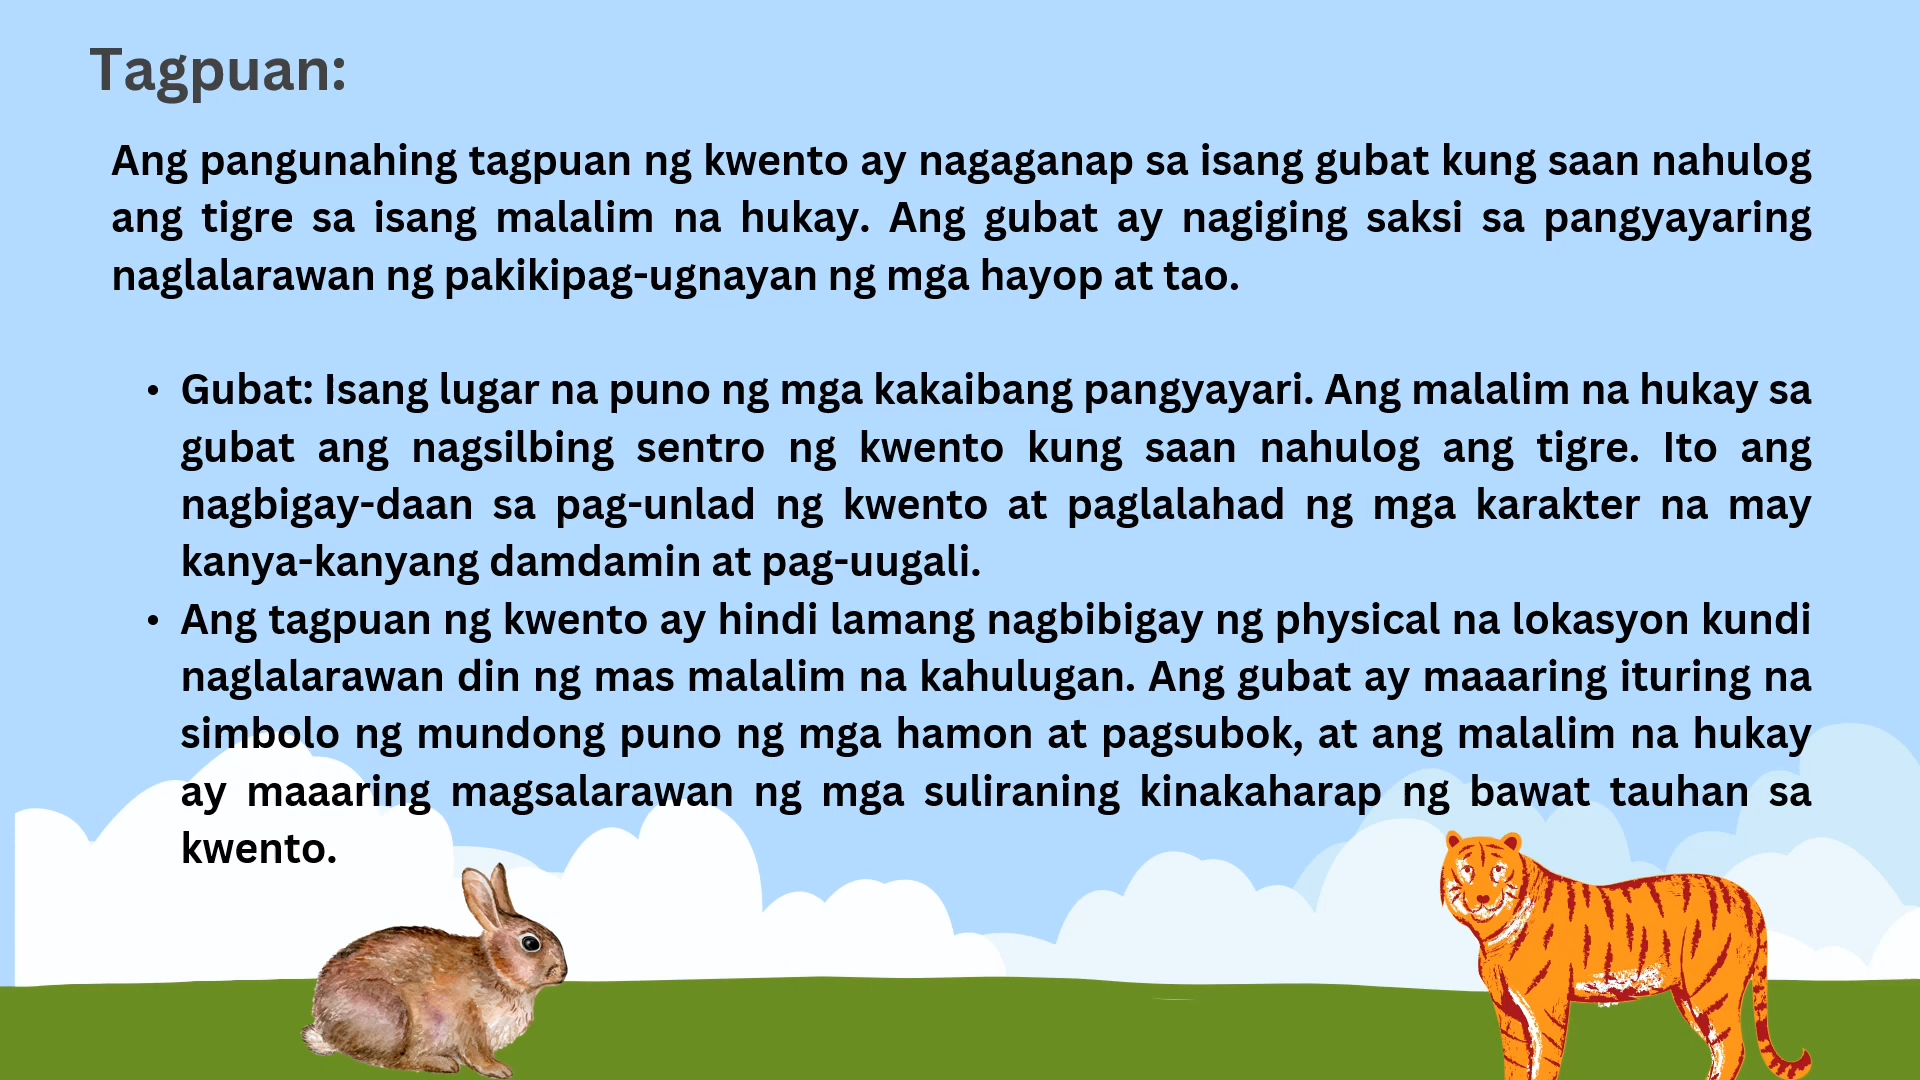 Tagpuan:
Ang pangunahing tagpuan ng kwento ay nagaganap sa isang gubat kung saan nahulog
ang tigre sa isang malalim na hukay. Ang gubat ay nagiging saksi sa pangyayaring
naglalarawan ng pakikipag-ugnayan ng mga hayop at tao.
• Gubat: Isang lugar na puno ng mga kakaibang pangyayari. Ang malalim na hukay sa
gubat ang nagsilbing sentro ng kwento kung saan nahulog ang tigre. Ito ang
nagbigay-daan sa pag-unlad ng kwento at paglalahad ng mga karakter na may
kanya-kanyang damdamin at pag-uugali.
• Ang tagpuan ng kwento ay hindi lamang nagbibigay ng physical na lokasyon kundi
naglalarawan din ng mas malalim na kahulugan. Ang gubat ay maaaring ituring na
simbolo ng mundong puno ng mga hamon at pagsubok, at ang malalim na hukay
ay maaaring magsalarawan ng mga suliraning kinakaharap ng bawat tauhan sa
kwento.